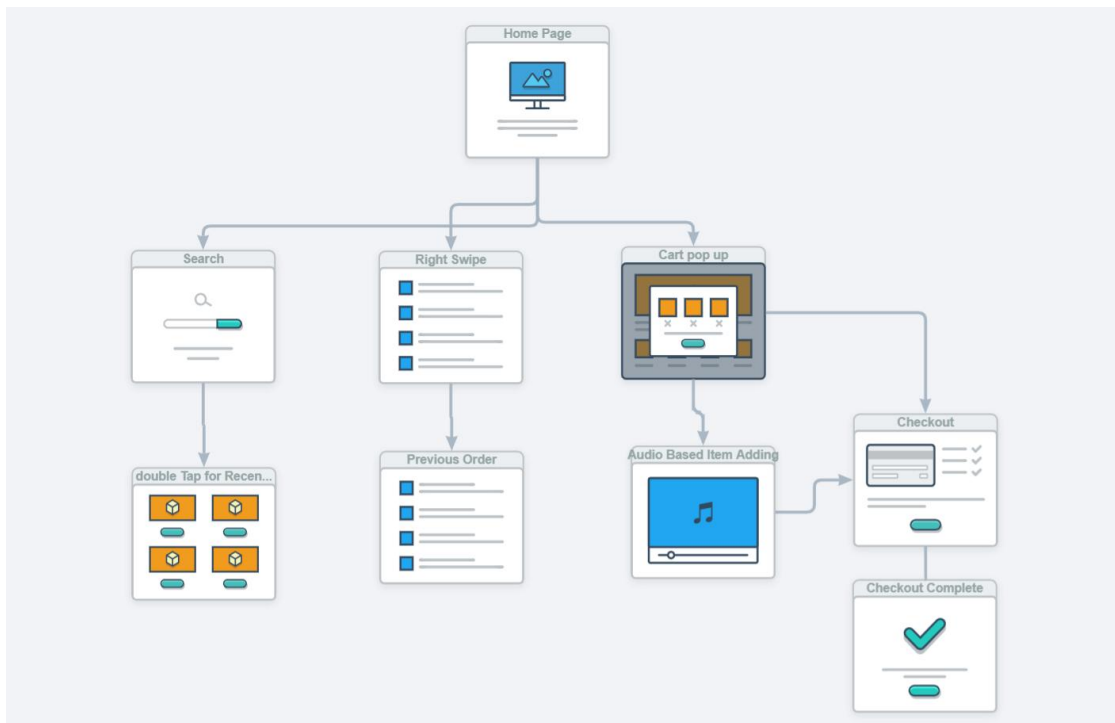 Home Page
Search
Right Swipe
Cart pop up
Checkout
Audio Based Item Adding
Previous Order
double Tap for Recen...
Checkout Complete